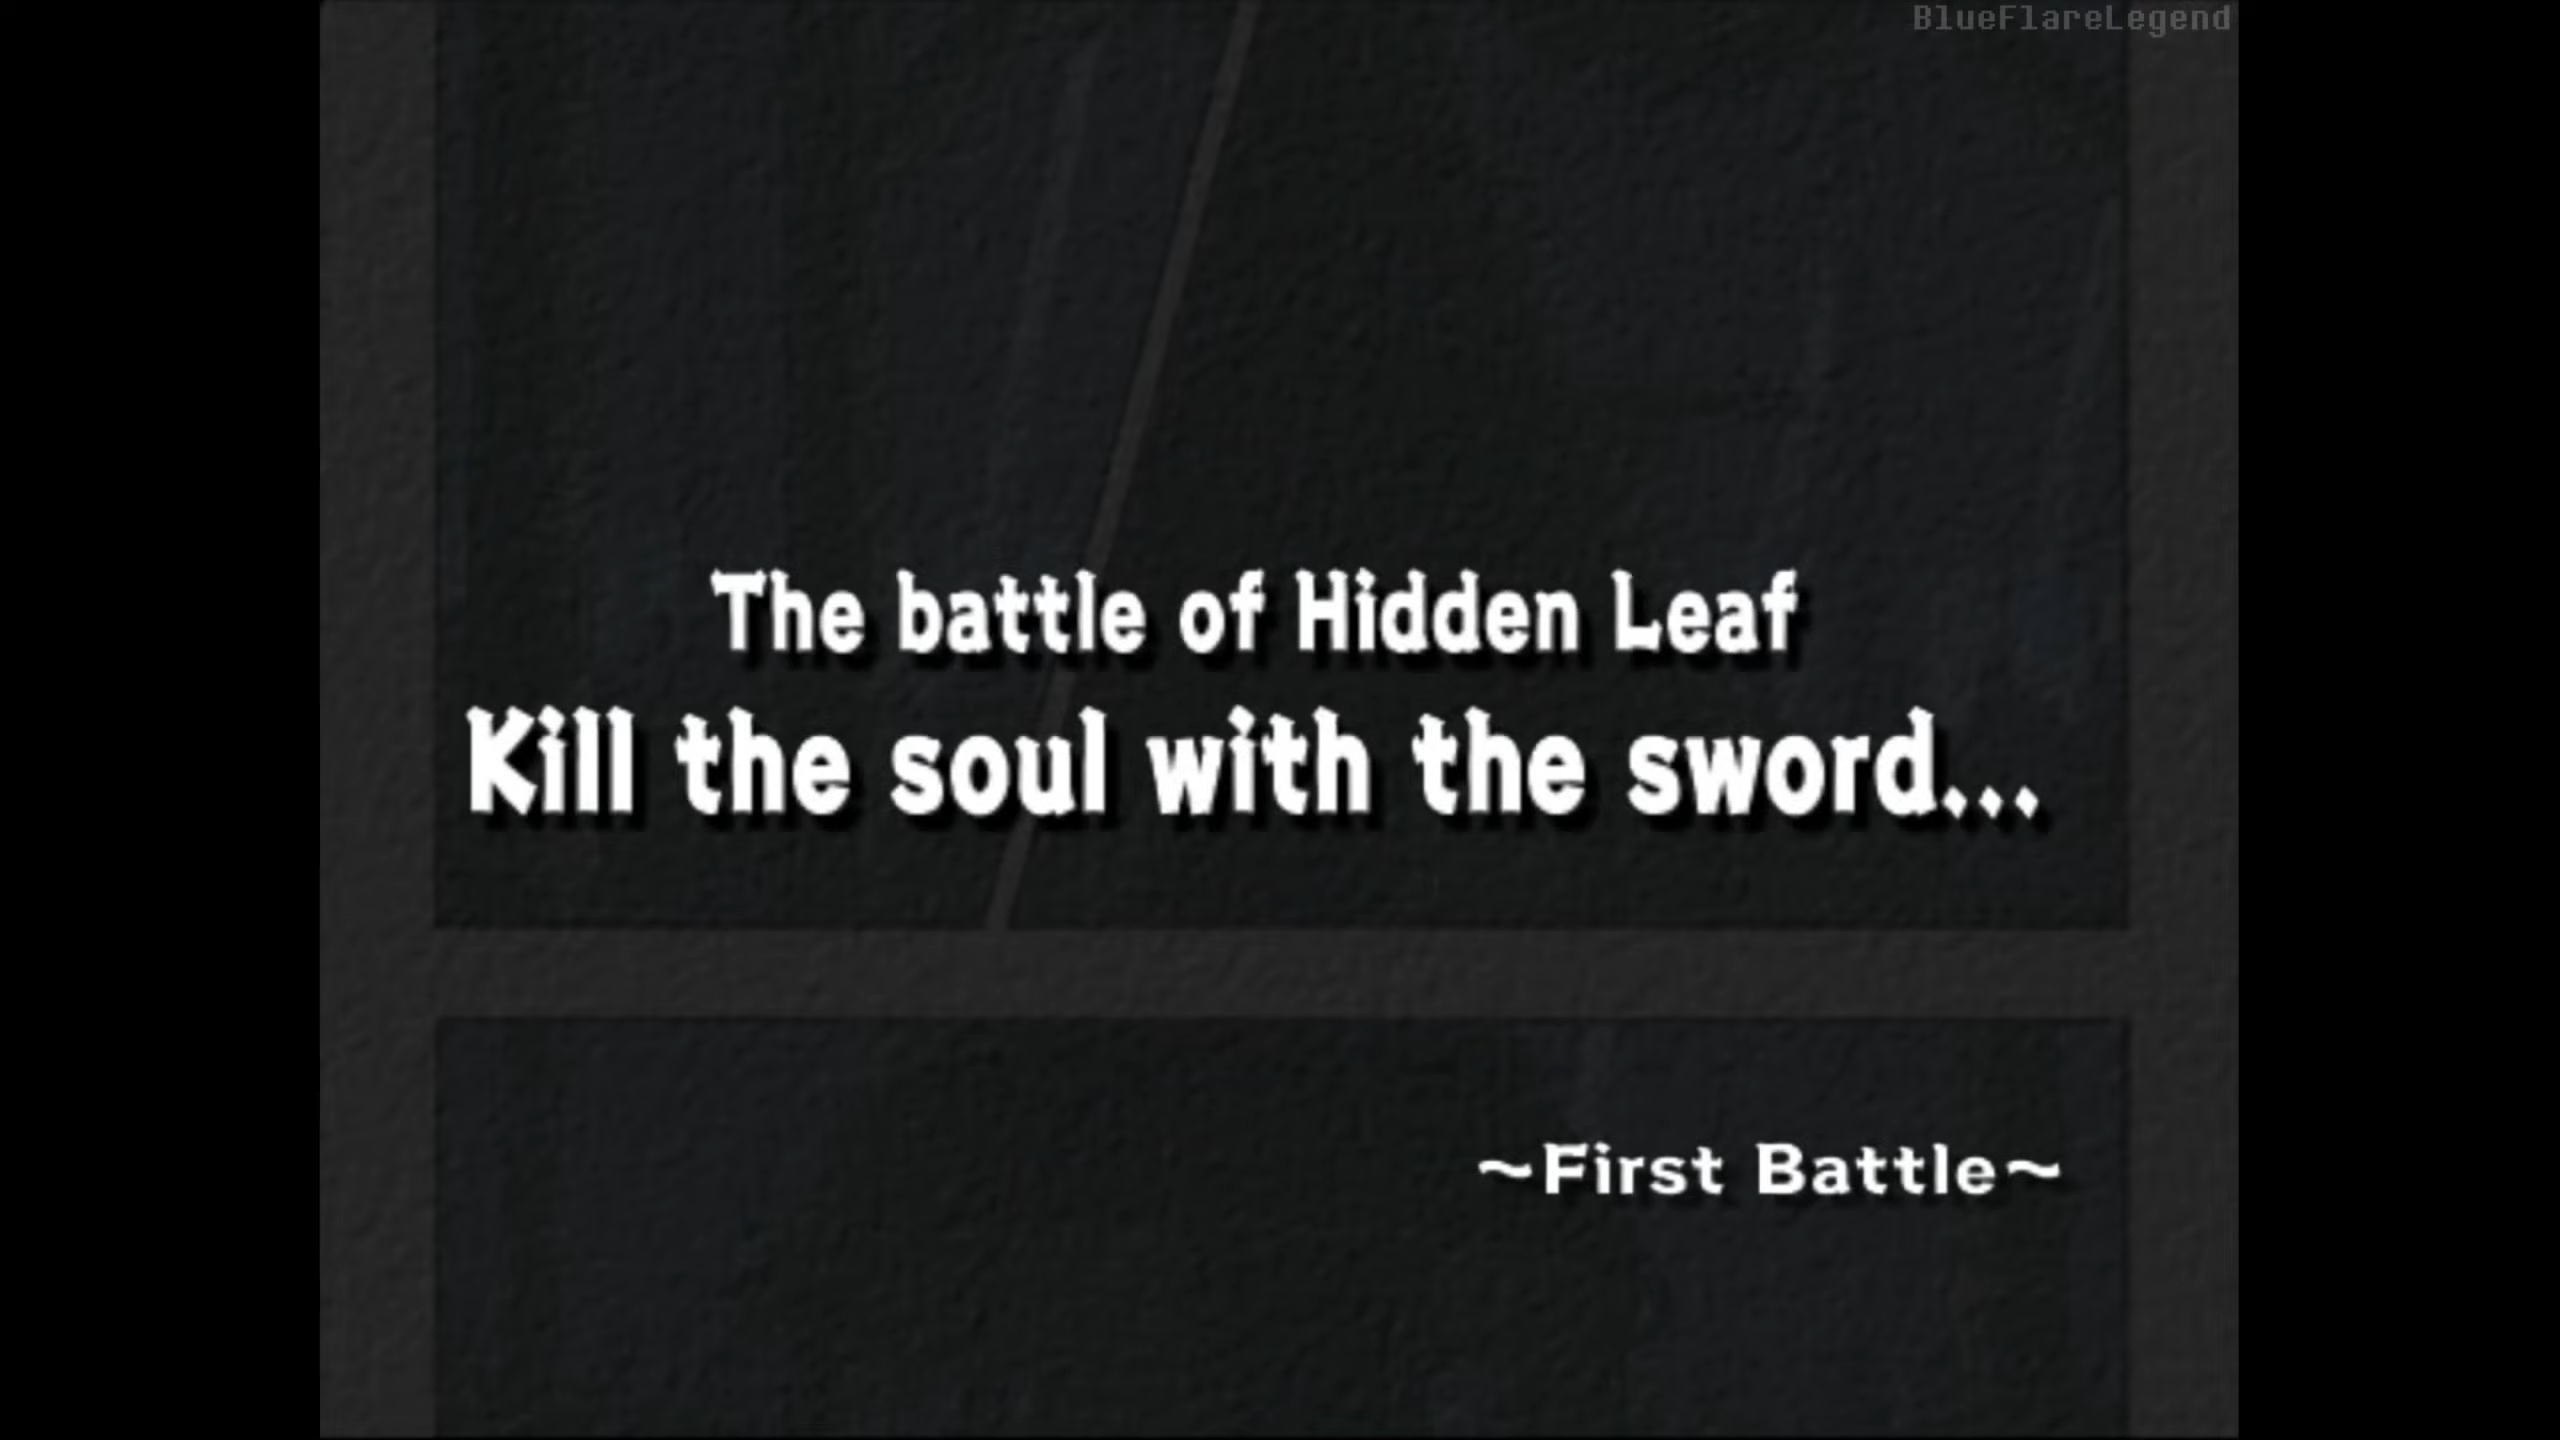 BlueFlareLegend
The battle of Hidden Leaf
Kill the soul with the sword...
~First Battle~